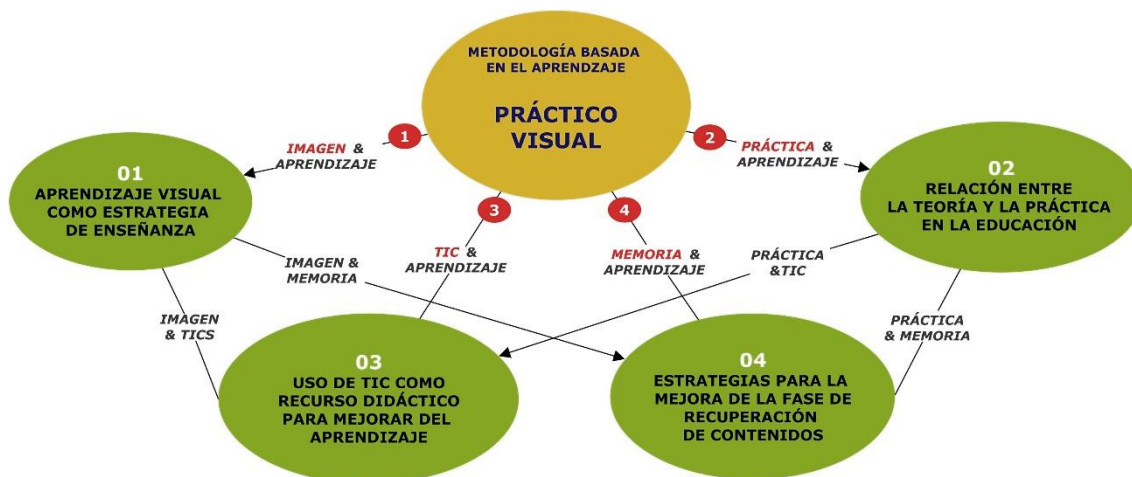 METODOLOGÍA BASADA
EN EL APRENDZAJE
PRÁCTICO
VISUAL
1
IMAGEN &
APRENDIZAJE
2
PRÁCTICA &
APRENDIZAJE
01
APRENDIZAJE VISUAL
COMO ESTRATEGIA
DE ENSEÑANZA
02
RELACIÓN ENTRE
LA TEORÍA Y LA PRÁCTICA
EN LA EDUCACIÓN
3
TIC &
APRENDIZAJE
4
MEMORIA &
APRENDIZAJE
IMAGEN &
MEMORIA
PRÁCTICA
&TIC
IMAGEN
& TICS
PRÁCTICA
& MEMORIA
03
USO DE TIC COMO
RECURSO DIDÁCTICO
PARA MEJORAR DEL
APRENDIZAJE
04
ESTRATEGIAS PARA LA
MEJORA DE LA FASE DE
RECUPERACIÓN
DE CONTENIDOS